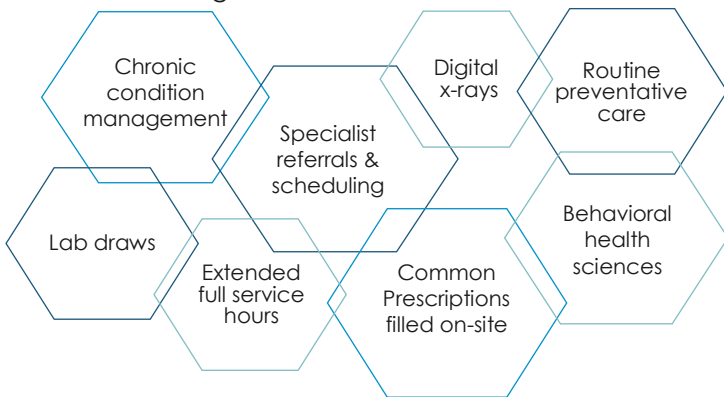 Chronic
condition
management
Specialist
referrals &
scheduling
Digital
x-rays
Routine
preventative
care
Lab draws
Extended
full service
hours
Common
Prescriptions
filled on-site
Behavioral
health
sciences